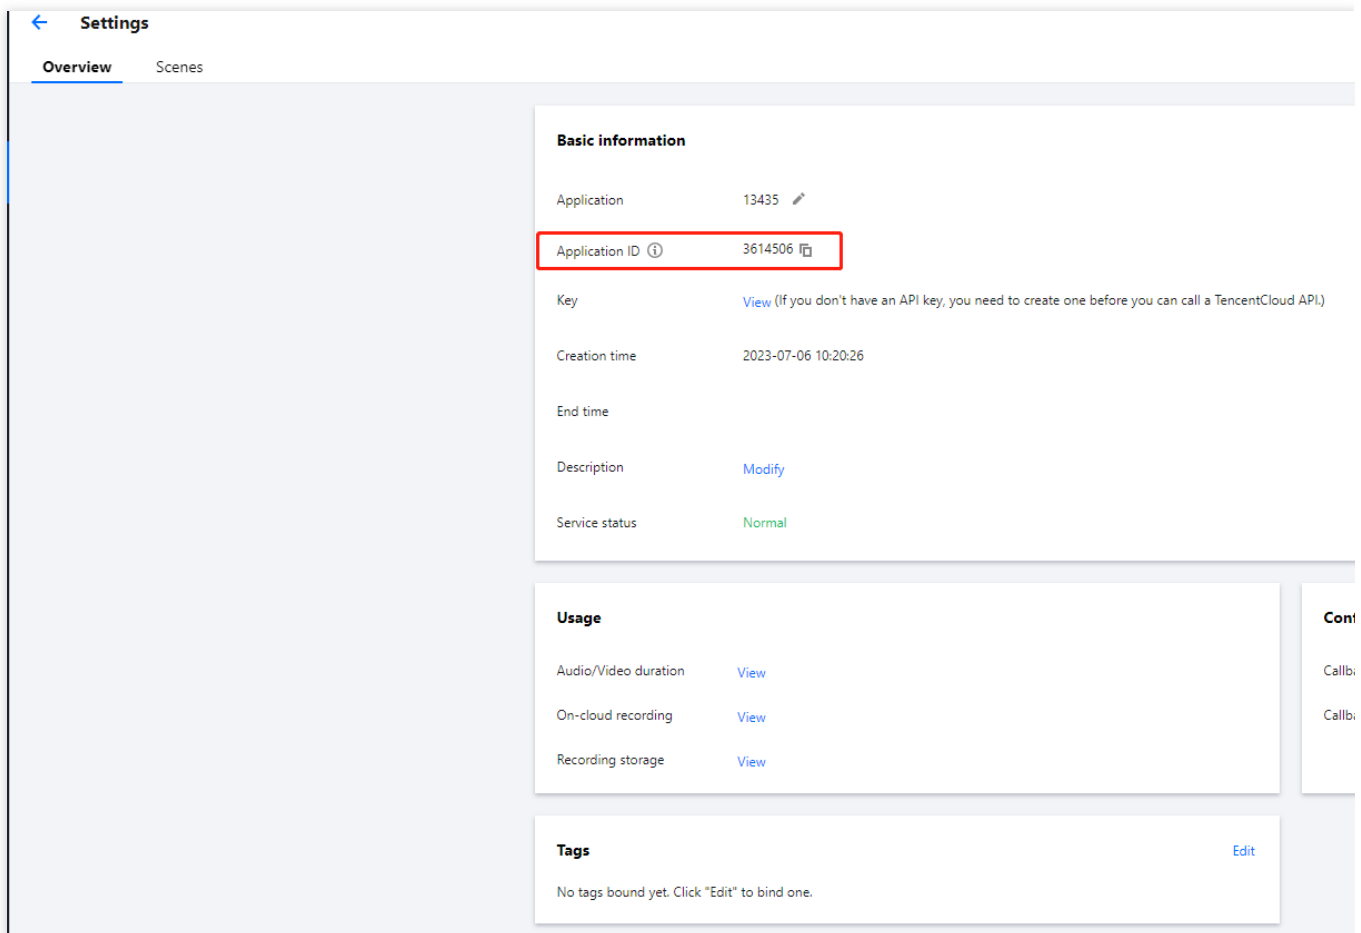 Settings
Overview Scenes
Basic information
Application 13435
Application ID 3614506
Key View (If you don't have an API key, you need to create one before you can call a TencentCloud API.)
Creation time 2023-07-06 10:20:26
End time
Description Modify
Service status Normal
Usage
Audio/Video duration View
On-cloud recording View
Recording storage View
Tags Edit
No tags bound yet. Click "Edit" to bind one.